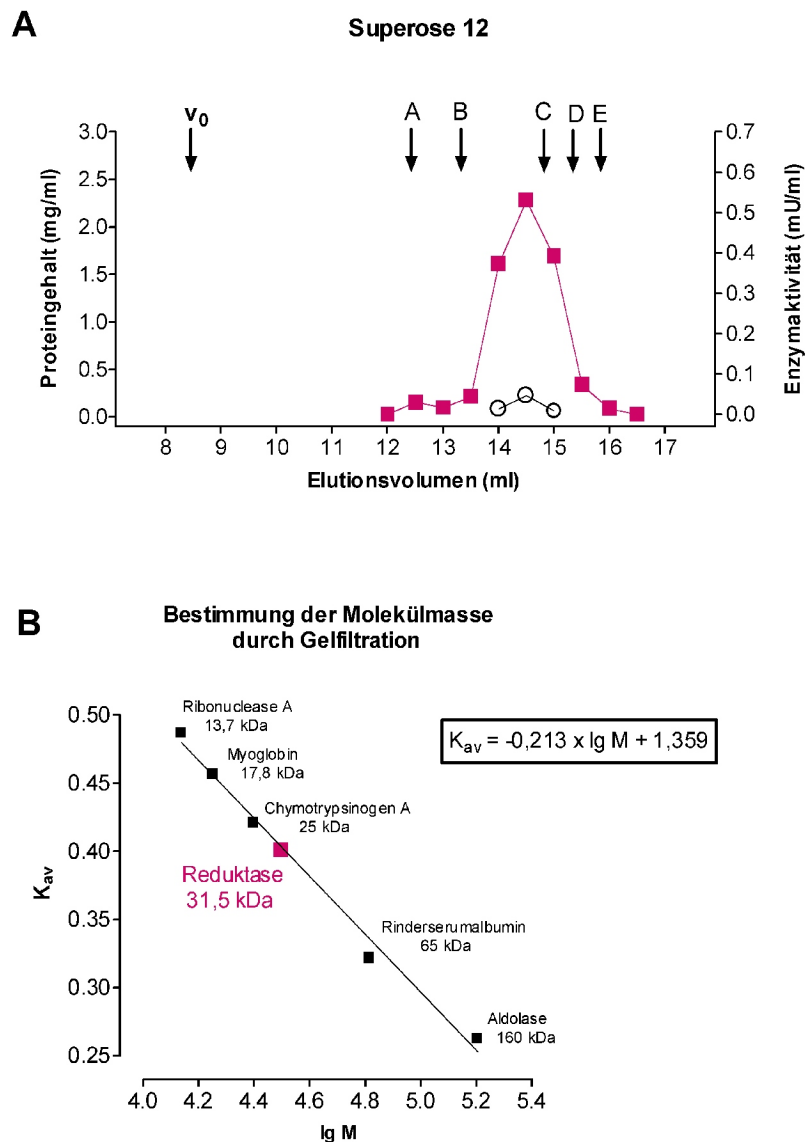 A
Superose 12
v0
A
B
C
D
E
3.0
2.5
2.0
1.5
1.0
0.5
0.0
Proteingehalt (mg/ml)
0.7
0.6
0.5
0.4
0.3
0.2
0.1
0.0
Enzymaktivität (mU/ml)
8 9 10 11 12 13 14 15 16 17
Elutionsvolumen (ml)
B
Bestimmung der Molekülmasse
durch Gelfiltration
0.50
0.45
0.40
0.35
0.30
0.25
Kav
Ribonuclease A
13,7 kDa
Myoglobin
17,8 kDa
Chymotrypsinogen A
25 kDa
Reduktase
31,5 kDa
Rinderserumalbumin
65 kDa
Aldolase
160 kDa
Kav = -0,213 x lg M + 1,359
4.0 4.2 4.4 4.6 4.8 5.0 5.2 5.4
lg M